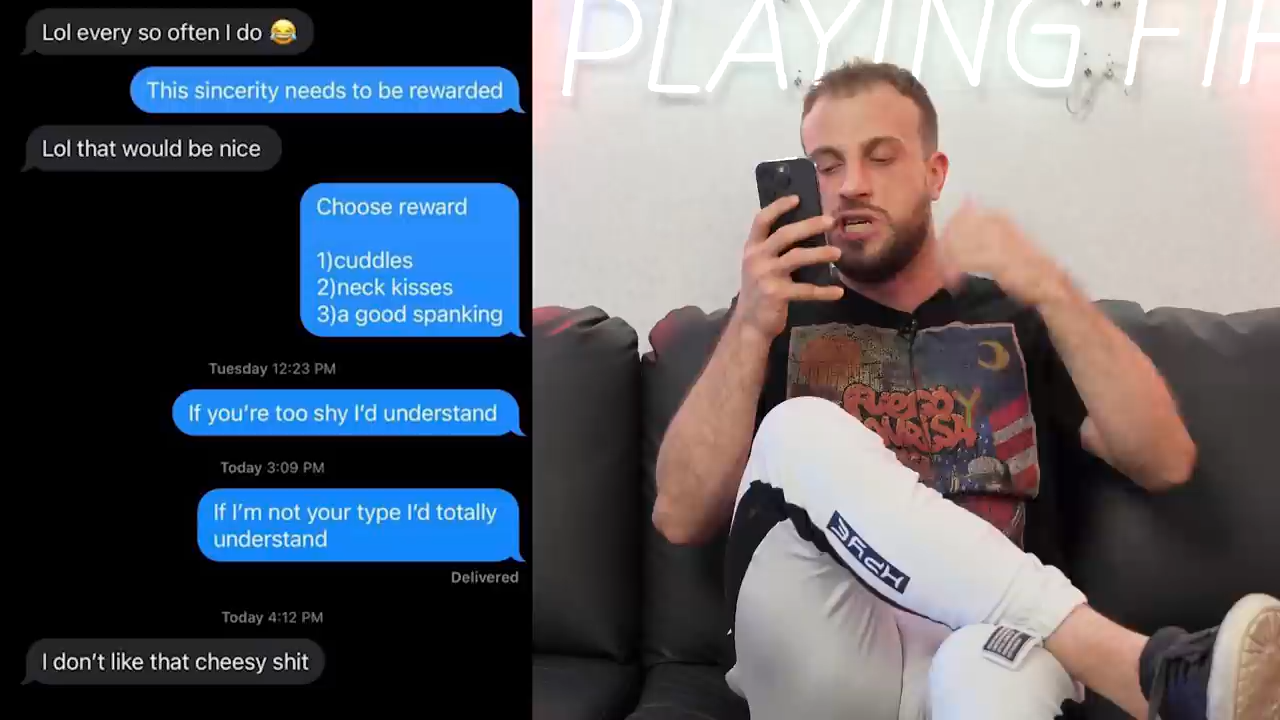 Lol every so often I do 😂
This sincerity needs to be rewarded
Lol that would be nice
Choose reward
1)cuddles
2)neck kisses
3)a good spanking
Tuesday 12:23 PM
If you're too shy I'd understand
Today 3:09 PM
If I'm not your type I'd totally
understand
Delivered
Today 4:12 PM
I don't like that cheesy shit
PLAYING FIR
FUEGO Y
HPYE